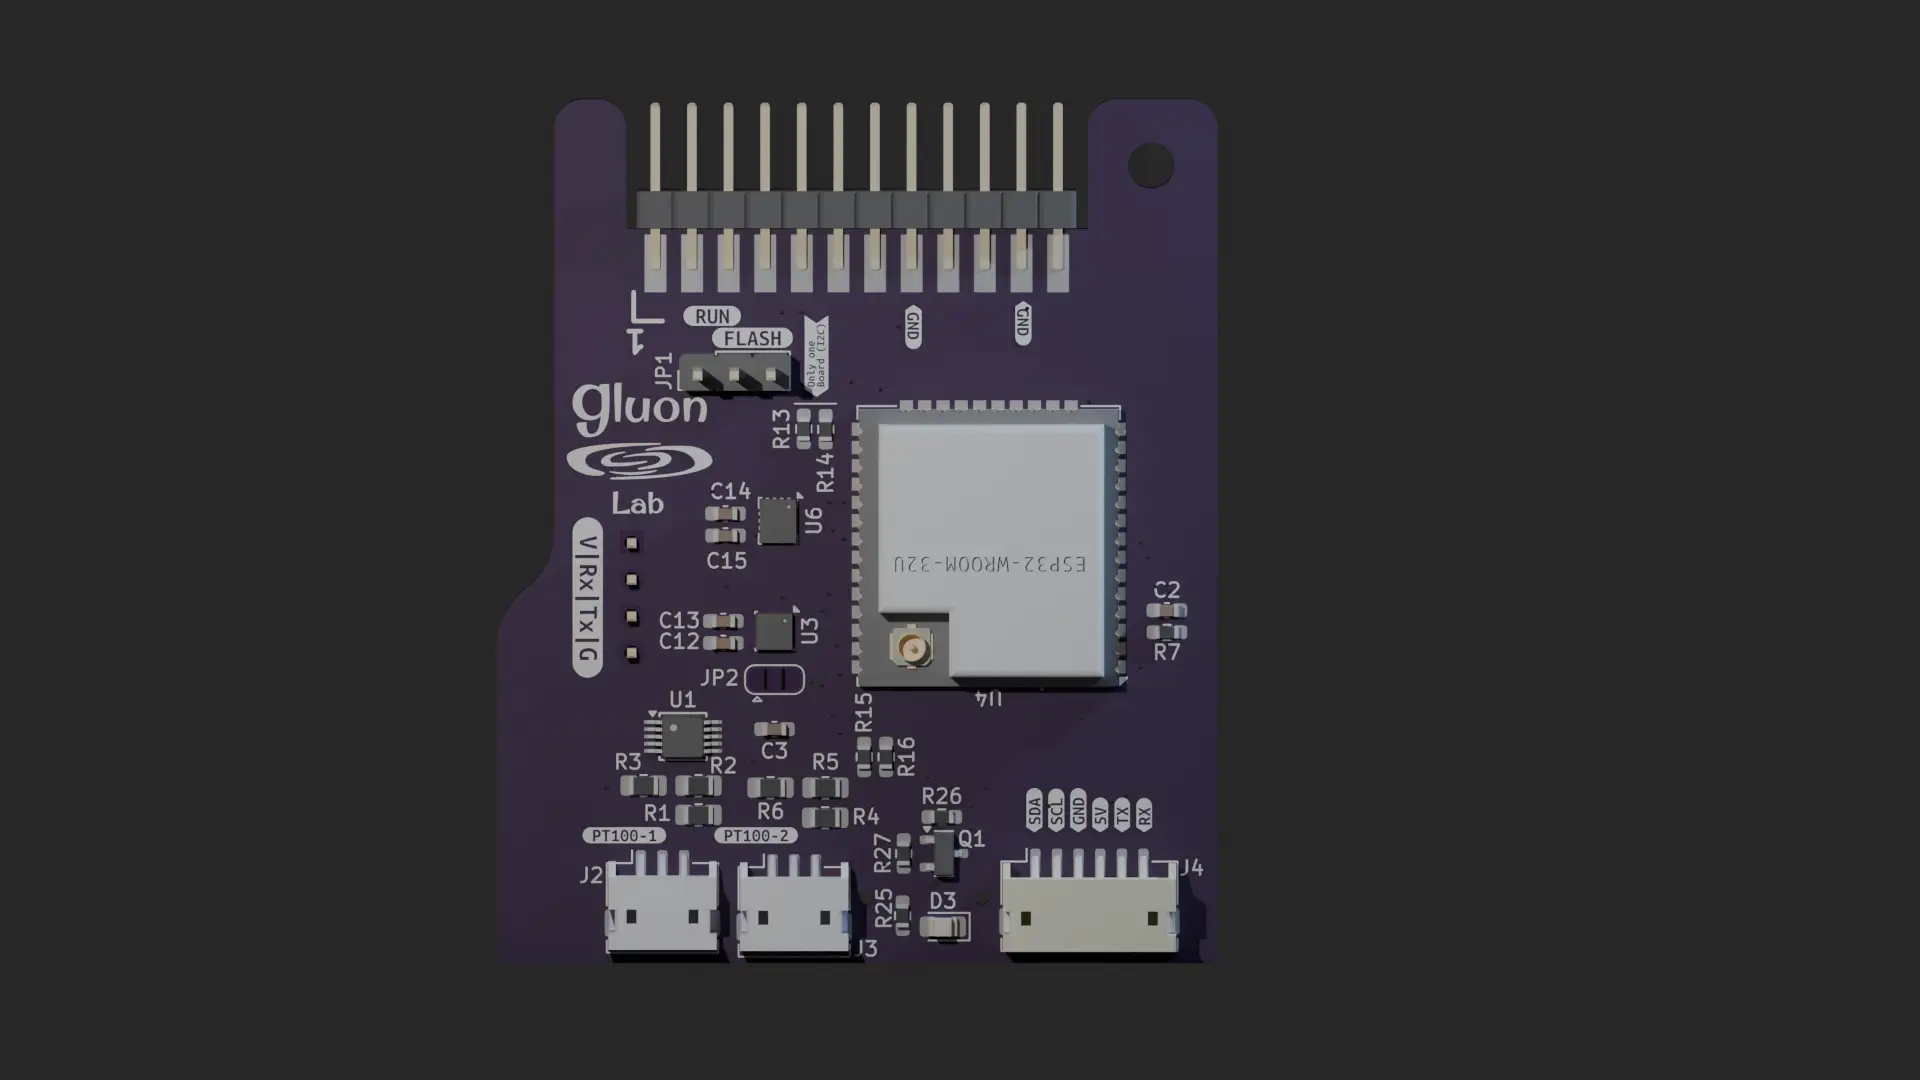 1
RUN
FLASH
JP1
Only one
Board (I2C)
GND
GND
gluon
Lab
R13
R14
C14
C15
U6
V|Rx|Tx|G
C13
C12
U3
JP2
ESP32-WROOM-32U
U4
C2
R7
U1
C3
R15
R16
R3
R2
R1
R5
R6
R4
PT100-1
PT100-2
J2
J3
R26
Q1
R27
R25
D3
SDA
SCL
GND
5V
TX
RX
J4